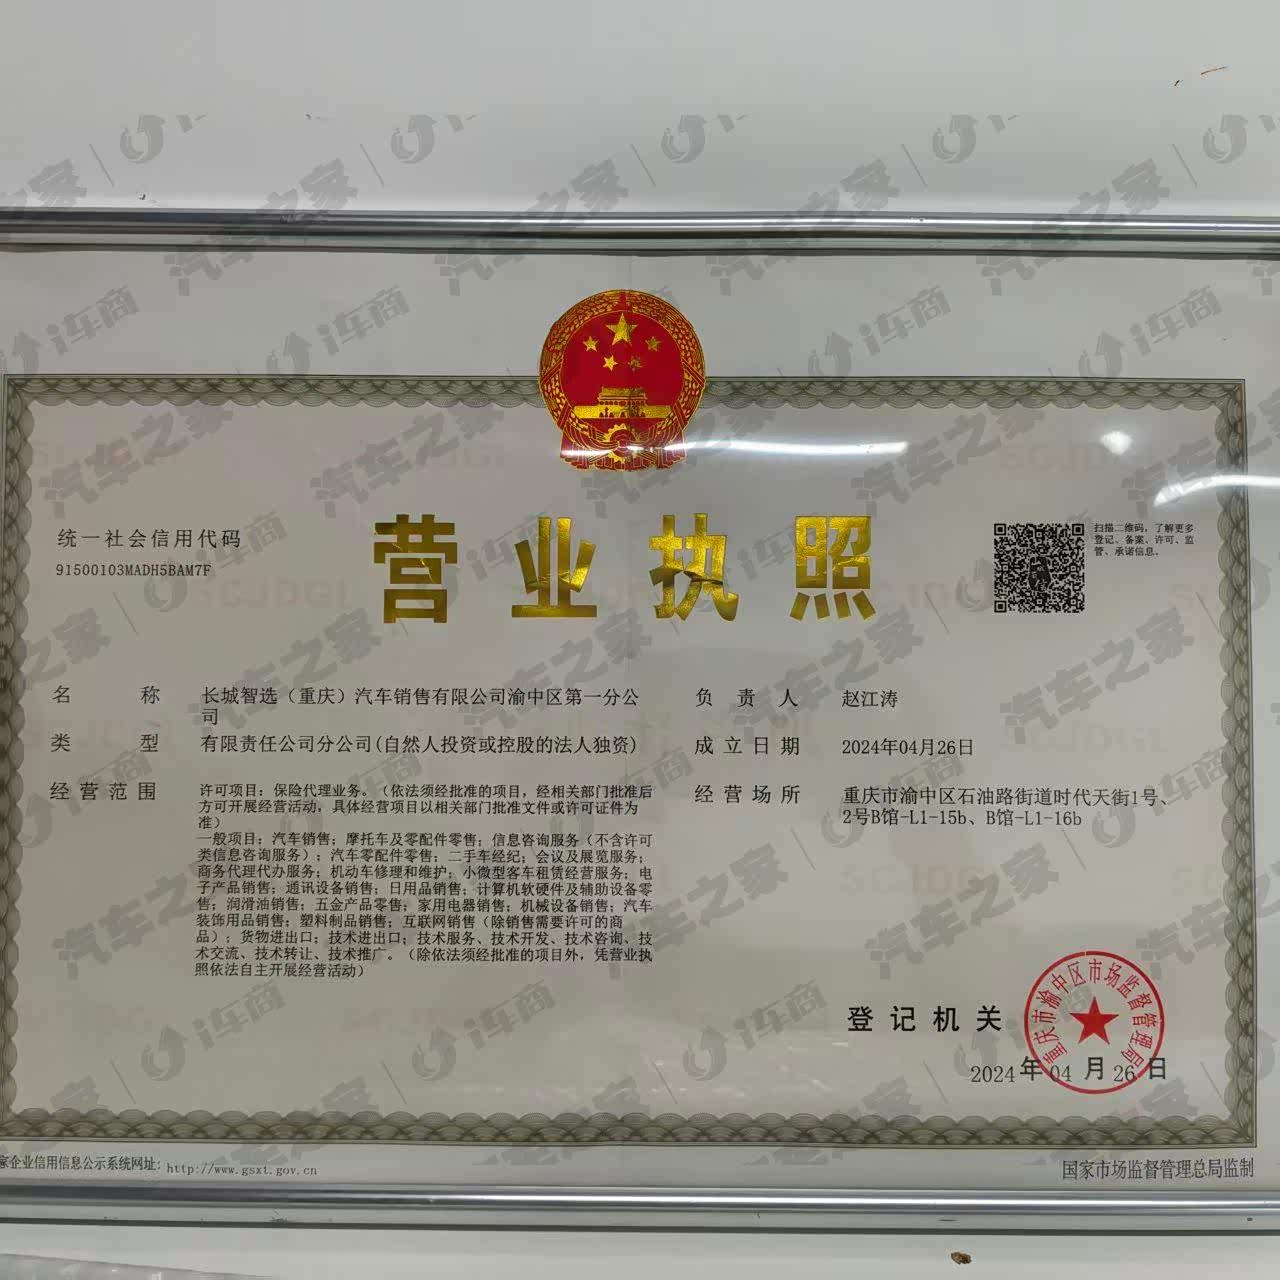 营业执照
统一社会信用代码
91500103MADH5BAM7F
扫描二维码，了解更多
登记、备案、许可、监
管、承诺信息。
名 称 长城智选（重庆）汽车销售有限公司渝中区第一分公
司
类 型 有限责任公司分公司(自然人投资或控股的法人独资)
经营范围 许可项目：保险代理业务。（依法须经批准的项目，经相关部门批准后
方可开展经营活动，具体经营项目以相关部门批准文件或许可证件为
准）
一般项目：汽车销售；摩托车及零配件零售；信息咨询服务（不含许可
类信息咨询服务）；汽车零配件零售；二手车经纪；会议及展览服务；
商务代理代办服务；机动车修理和维护；小微型客车租赁经营服务；电
子产品销售；通讯设备销售；日用品销售；计算机软硬件及辅助设备零
售；润滑油销售；五金产品零售；家用电器销售；机械设备销售；汽车
装饰用品销售；塑料制品销售；互联网销售（除销售需要许可的商
品）；货物进出口；技术进出口；技术服务、技术开发、技术咨询、技
术交流、技术转让、技术推广。（除依法须经批准的项目外，凭营业执
照依法自主开展经营活动）
负责人 赵江涛
成立日期 2024年04月26日
经营场所 重庆市渝中区石油路街道时代天街1号、
2号B馆-L1-15b、B馆-L1-16b
登记机关
重庆市渝中区市场监督管理局
2024年04月26日
家企业信用信息公示系统网址：http://www.gsxt.gov.cn
国家市场监督管理总局监制
汽车之家
i车商